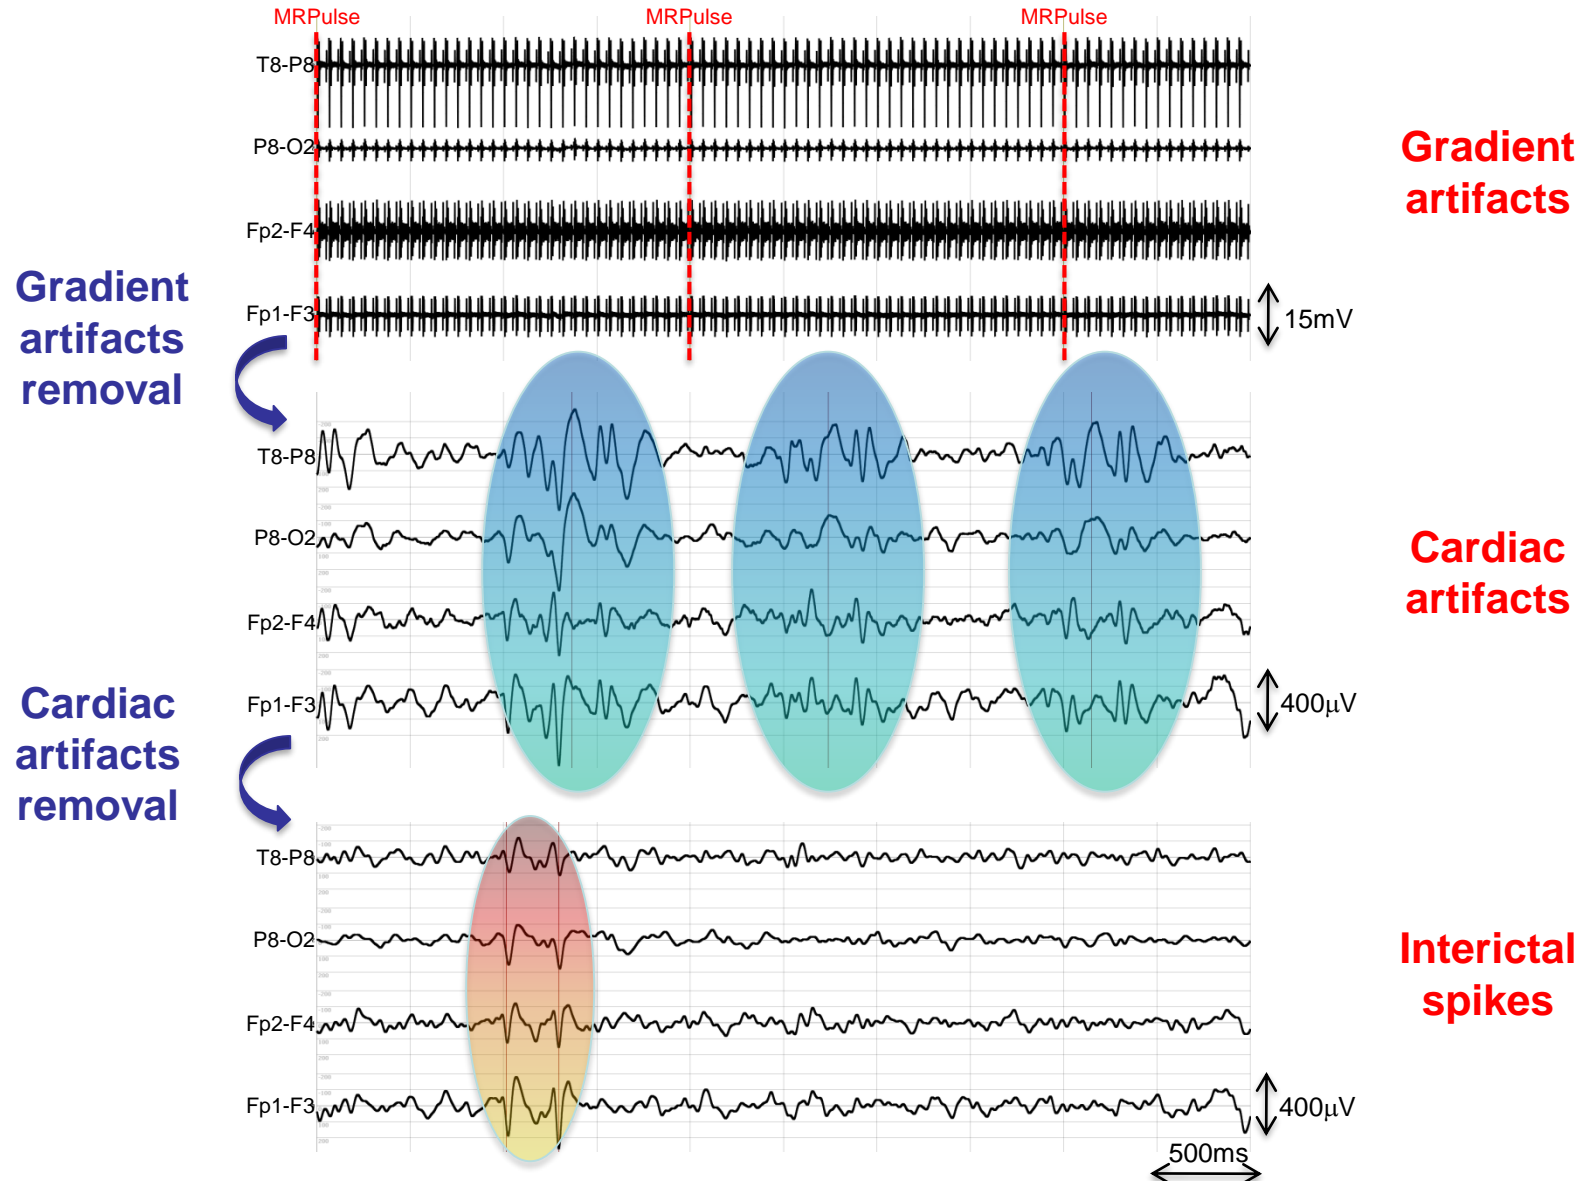 MRPulse MRPulse MRPulse
T8-P8
P8-O2
Fp2-F4
Fp1-F3
15mV
Gradient
artifacts
Gradient
artifacts
removal
T8-P8
P8-O2
Fp2-F4
Fp1-F3
400μV
Cardiac
artifacts
Cardiac
artifacts
removal
T8-P8
P8-O2
Fp2-F4
Fp1-F3
400μV
500ms
Interictal
spikes